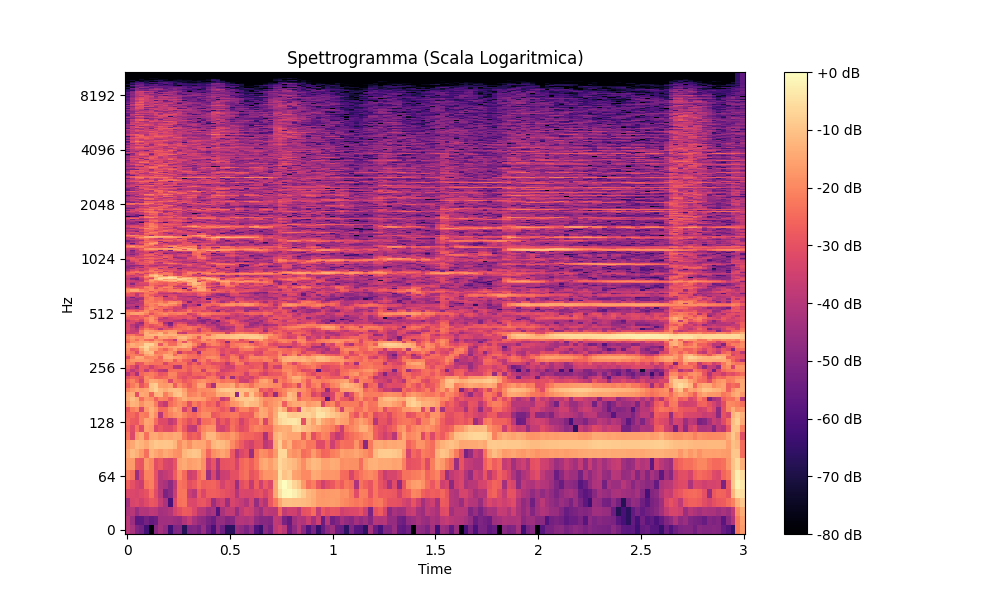 Spettrogramma (Scala Logaritmica)
8192
4096
2048
1024
512
256
128
64
0
Hz
0
0.5
1
1.5
2
2.5
3
Time
+0 dB
-10 dB
-20 dB
-30 dB
-40 dB
-50 dB
-60 dB
-70 dB
-80 dB